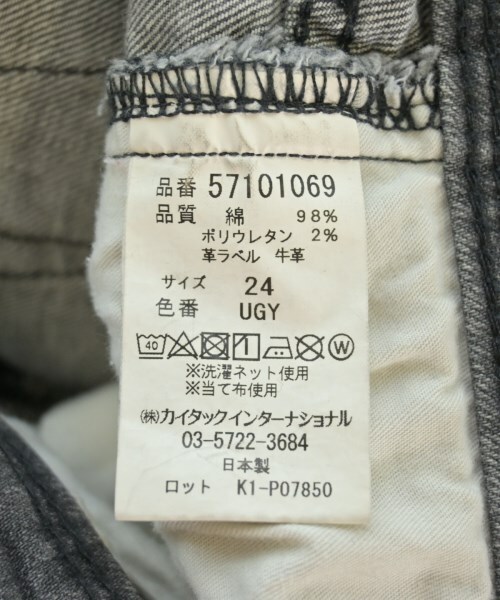 品番 57101069
品質 綿 98%
ポリウレタン 2%
革ラベル 牛革
サイズ 24
色番 UGY
40 W
※洗濯ネット使用
※当て布使用
㈱カイタックインターナショナル
03-5722-3684
日本製
ロット K1-P07850